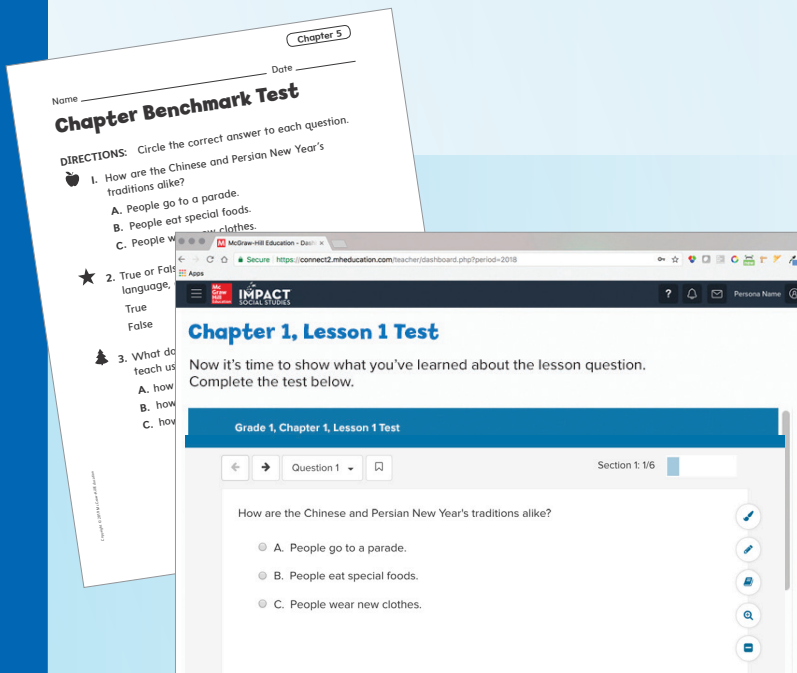 Chapter 5
Name Date
Chapter Benchmark Test
DIRECTIONS: Circle the correct answer to each question.
1. How are the Chinese and Persian New Year's
traditions alike?
A. People go to a parade.
B. People eat special foods.
C. People clothes.
2. True or
language,
True
False
3. What
teach us
A. how
B. how
C. how
McGraw-Hill Education - Dash
Secure https://connect2.mheducation.com/teacher/dashboard.php?period=2018
Apps
Mc
Graw
Hill
Education
IMPACT
SOCIAL STUDIES
? Persona Name
Chapter 1, Lesson 1 Test
Now it's time to show what you've learned about the lesson question.
Complete the test below.
Grade 1, Chapter 1, Lesson 1 Test
Question 1
Section 1: 1/6
How are the Chinese and Persian New Year's traditions alike?
A. People go to a parade.
B. People eat special foods.
C. People wear new clothes.